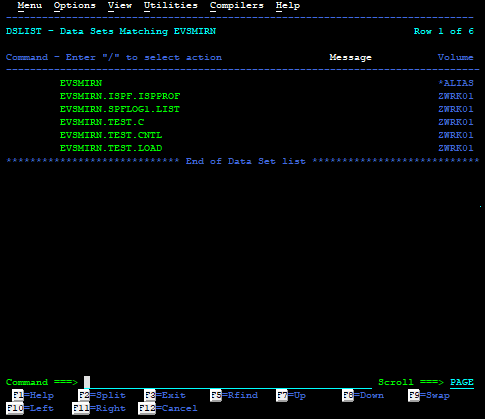 Menu Options View Utilities Compilers Help
DSLIST - Data Sets Matching EVSMIRN Row 1 of 6
Command - Enter "/" to select action Message Volume
EVSMIRN *ALIAS
EVSMIRN.ISPF.ISPPROF ZWRK01
EVSMIRN.SPFLOG1.LIST ZWRK01
EVSMIRN.TEST.C ZWRK01
EVSMIRN.TEST.CNTL ZWRK01
EVSMIRN.TEST.LOAD ZWRK01
***************************** End of Data Set list ****************************
Command ===> Scroll ===> PAGE
F1=Help F2=Split F3=Exit F5=Rfind F7=Up F8=Down F9=Swap
F10=Left F11=Right F12=Cancel